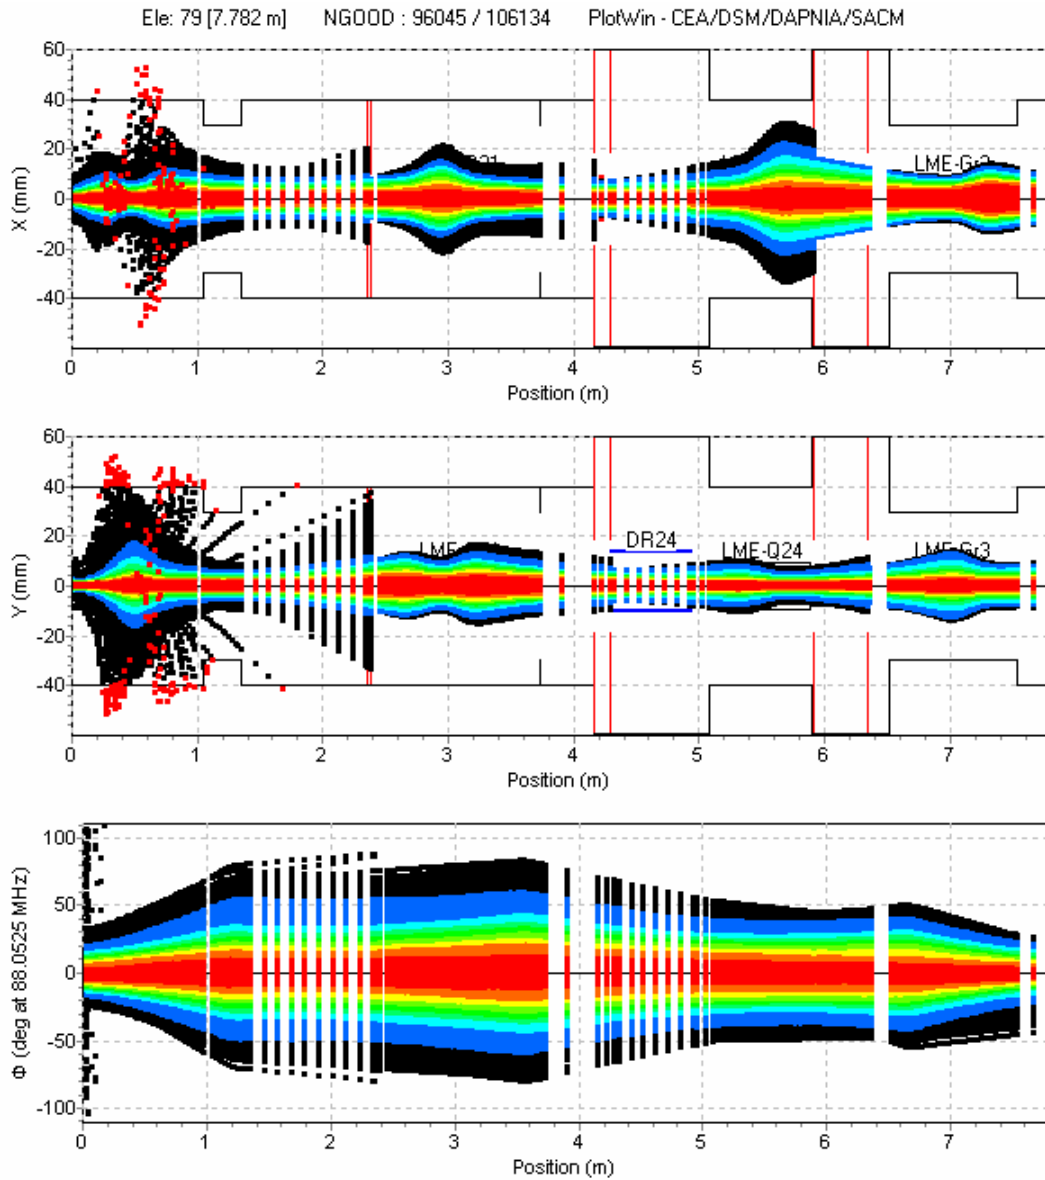 Ele: 79 [7.782 m] NGOOD : 96045 / 106134 PlotWin - CEA/DSM/DAPNIA/SACM
60
40
20
0
-20
-40
X (mm)
LME-Gr3
0 1 2 3 4 5 6 7
Position (m)
60
40
20
0
-20
-40
Y (mm)
LME
DR24
LME-Q24
LME-Gr3
0 1 2 3 4 5 6 7
Position (m)
100
50
0
-50
-100
Φ (deg at 88.0525 MHz)
0 1 2 3 4 5 6 7
Position (m)